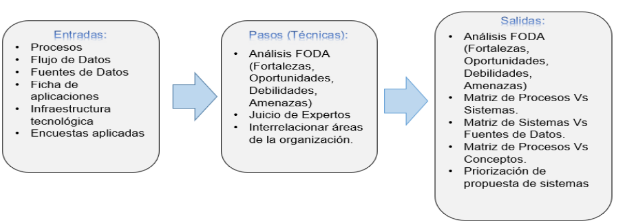 Entradas:
• Procesos
• Flujo de Datos
• Fuentes de Datos
• Ficha de
aplicaciones
• Infraestructura
tecnológica
• Encuestas aplicadas
Pasos (Técnicas):
• Análisis FODA
(Fortalezas,
Oportunidades,
Debilidades,
Amenazas)
• Juicio de Expertos
• Interrelacionar áreas
de la organización.
Salidas:
• Análisis FODA
(Fortalezas,
Oportunidades,
Debilidades,
Amenazas)
• Matriz de Procesos Vs
Sistemas.
• Matriz de Sistemas Vs
Fuentes de Datos.
• Matriz de Procesos Vs
Conceptos.
• Priorización de
propuesta de sistemas